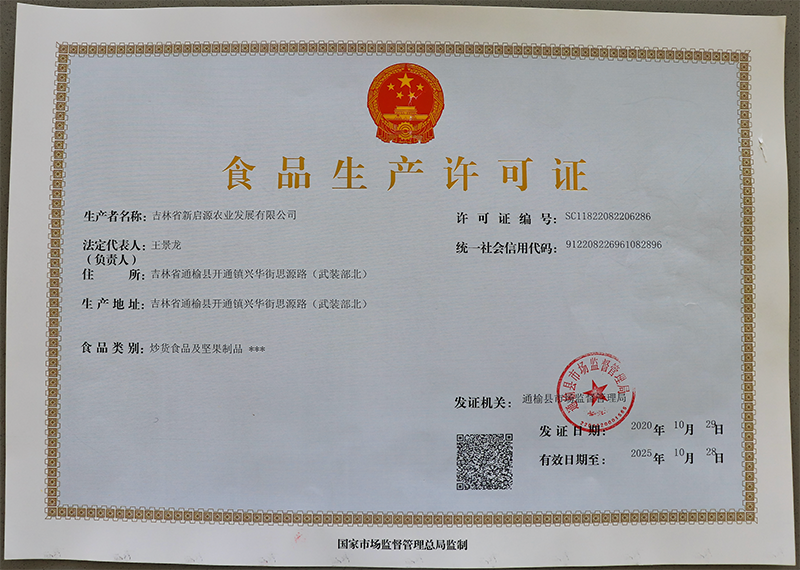 食品生产许可证
生产者名称：吉林省新启源农业发展有限公司
许可证编号：SC11822082206286
法定代表人：王景龙
（负责人）
统一社会信用代码：912208226961082896
住所：吉林省通榆县开通镇兴华街思源路（武装部北）
生产地址：吉林省通榆县开通镇兴华街思源路（武装部北）
食品类别：炒货食品及坚果制品 ***
发证机关：通榆县市场监督管理局
通榆县市场监督管理局
发证日期：2020年10月29日
有效日期至：2025年10月28日
国家市场监督管理总局监制